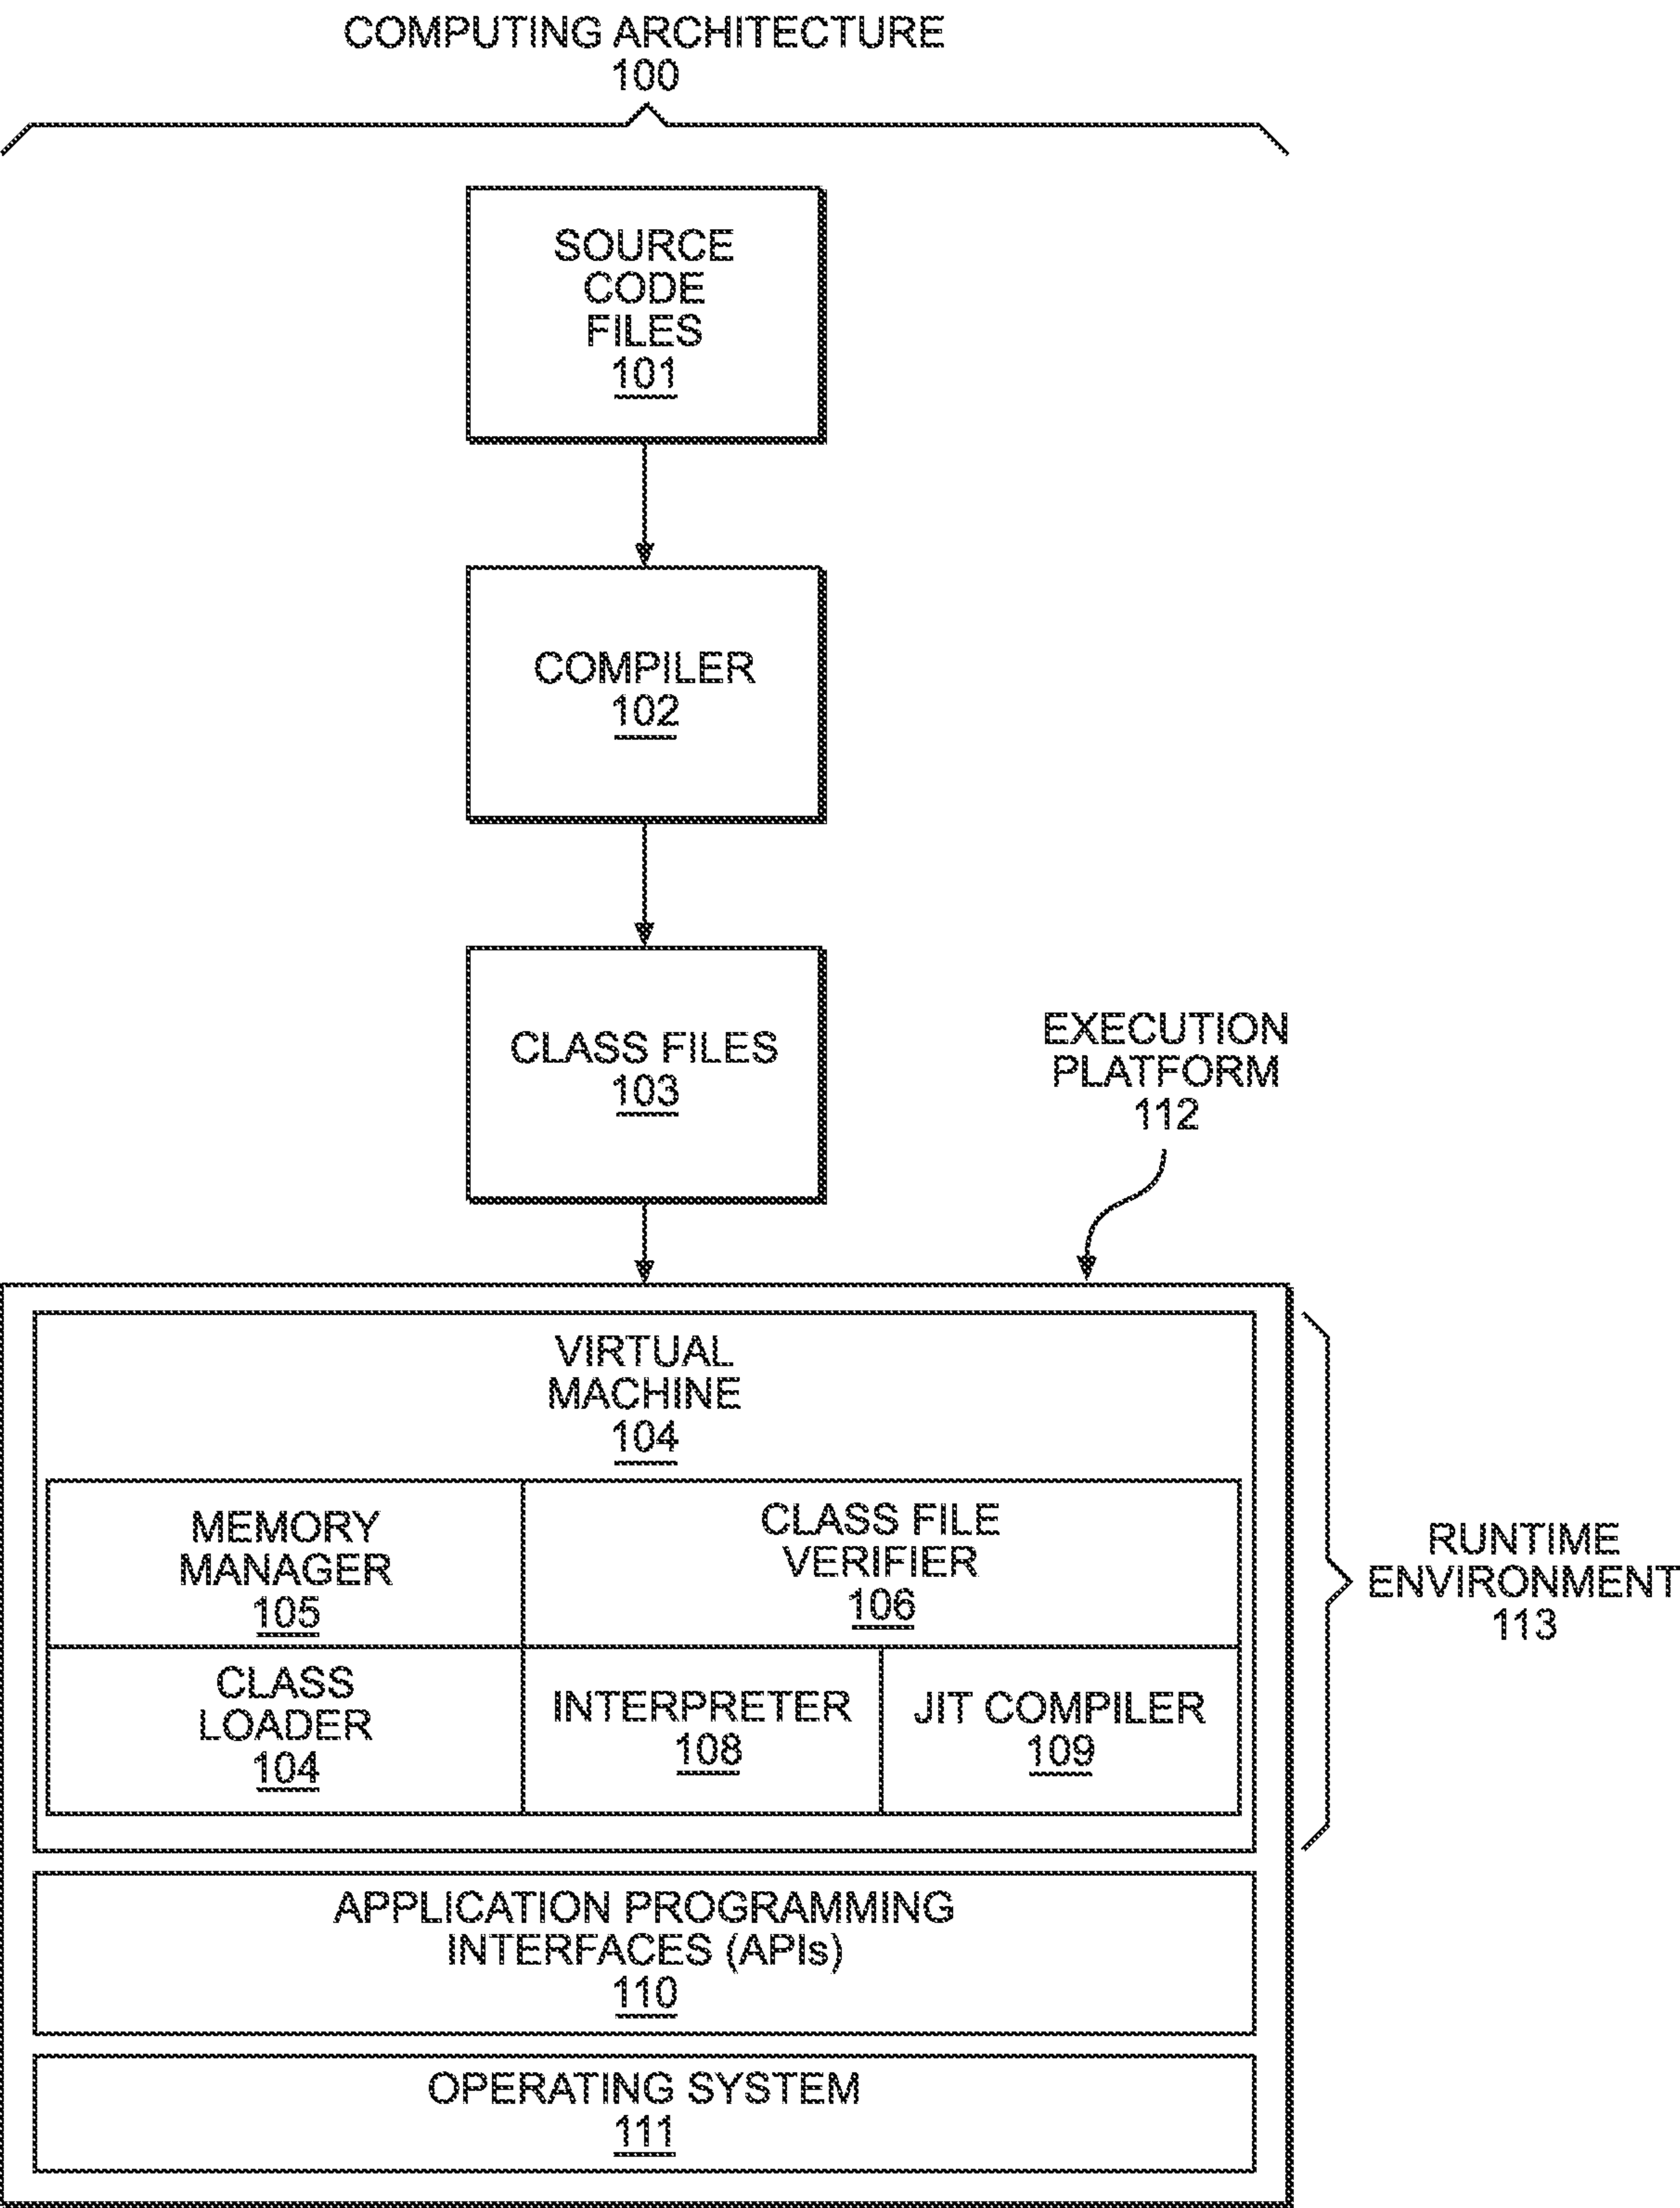 COMPUTING ARCHITECTURE
100
SOURCE
CODE
FILES
101
COMPILER
102
CLASS FILES
103
EXECUTION
PLATFORM
112
VIRTUAL
MACHINE
104
MEMORY
MANAGER
105
CLASS FILE
VERIFIER
106
CLASS
LOADER
104
INTERPRETER
108
JIT COMPILER
109
RUNTIME
ENVIRONMENT
113
APPLICATION PROGRAMMING
INTERFACES (APIs)
110
OPERATING SYSTEM
111